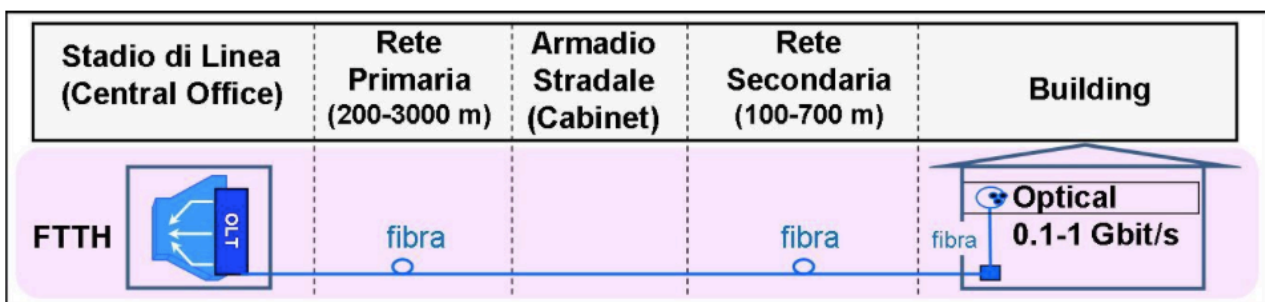 Stadio di Linea
(Central Office)
Rete
Primaria
(200-3000 m)
Armadio
Stradale
(Cabinet)
Rete
Secondaria
(100-700 m)
Building
FTTH
OLT
fibra
fibra
fibra
Optical
0.1-1 Gbit/s